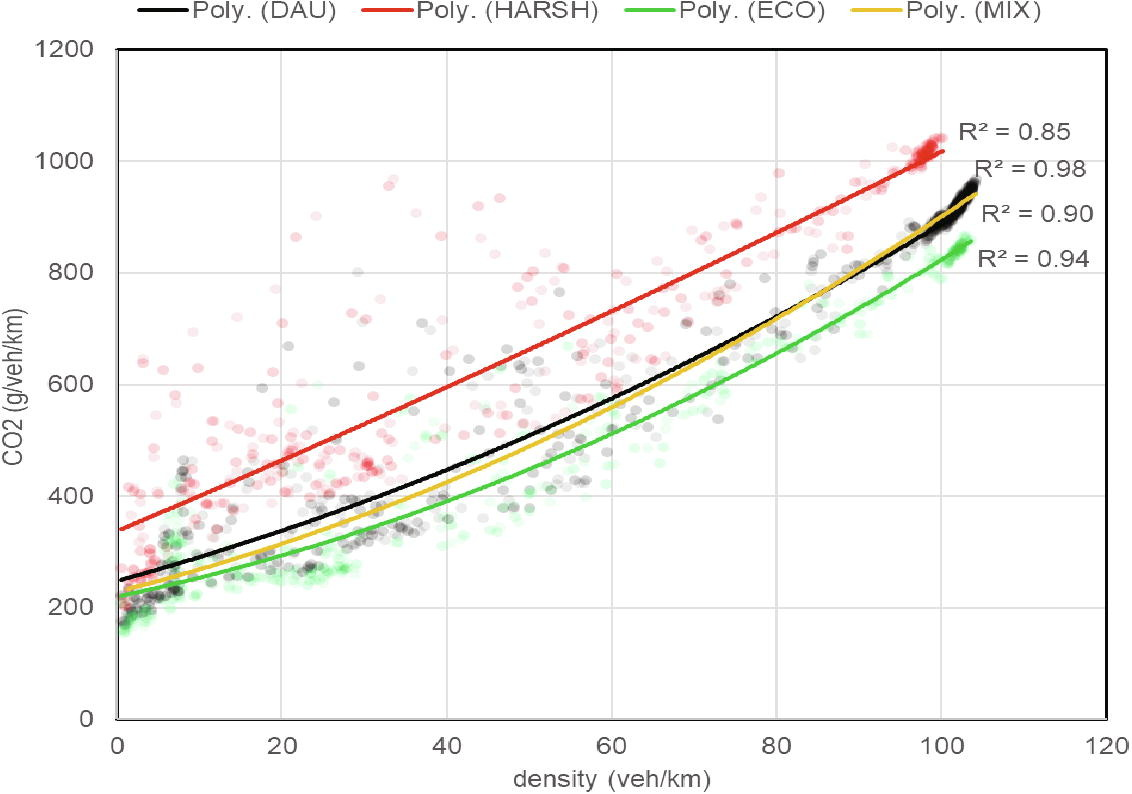 Poly. (DAU) Poly. (HARSH) Poly. (ECO) Poly. (MIX)
1200
1000
800
600
400
200
0
CO2 (g/veh/km)
R² = 0.85
R² = 0.98
R² = 0.90
R² = 0.94
0 20 40 60 80 100 120
density (veh/km)